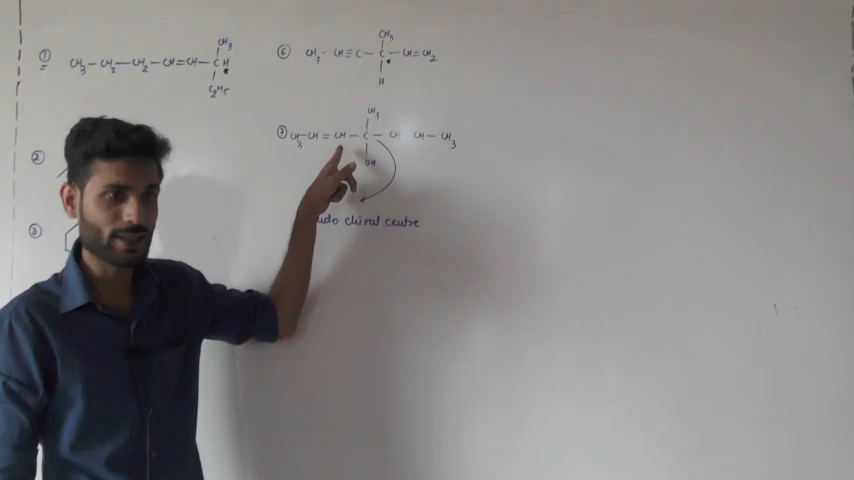 ① CH3 – CH2 – CH2 – CH = CH – CH
CH3
C2H5
②
③
⑥ CH3 – CH ≡ C – C – CH = CH2
CH3
H
⑦ CH3 CH = CH – C – CH CH – CH3
CH3
OH
chiral centre